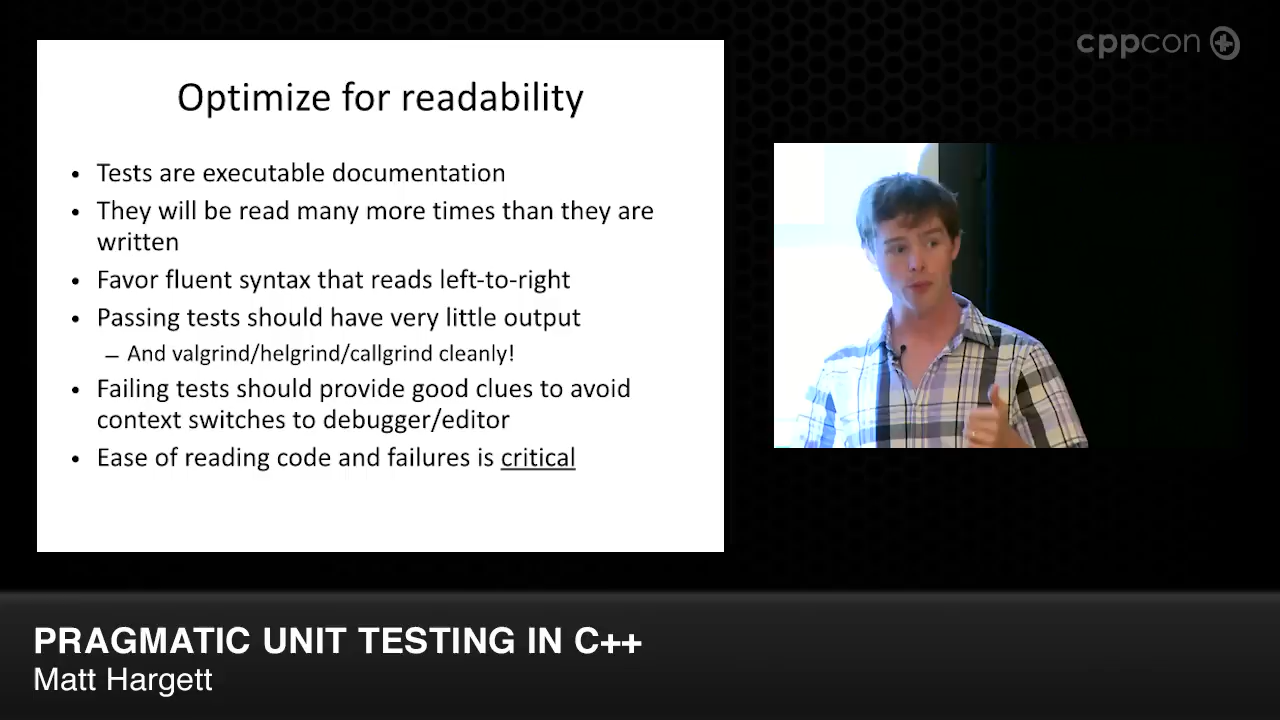 cppcon
Optimize for readability
• Tests are executable documentation
• They will be read many more times than they are
written
• Favor fluent syntax that reads left-to-right
• Passing tests should have very little output
– And valgrind/helgrind/callgrind cleanly!
• Failing tests should provide good clues to avoid
context switches to debugger/editor
• Ease of reading code and failures is critical
PRAGMATIC UNIT TESTING IN C++
Matt Hargett